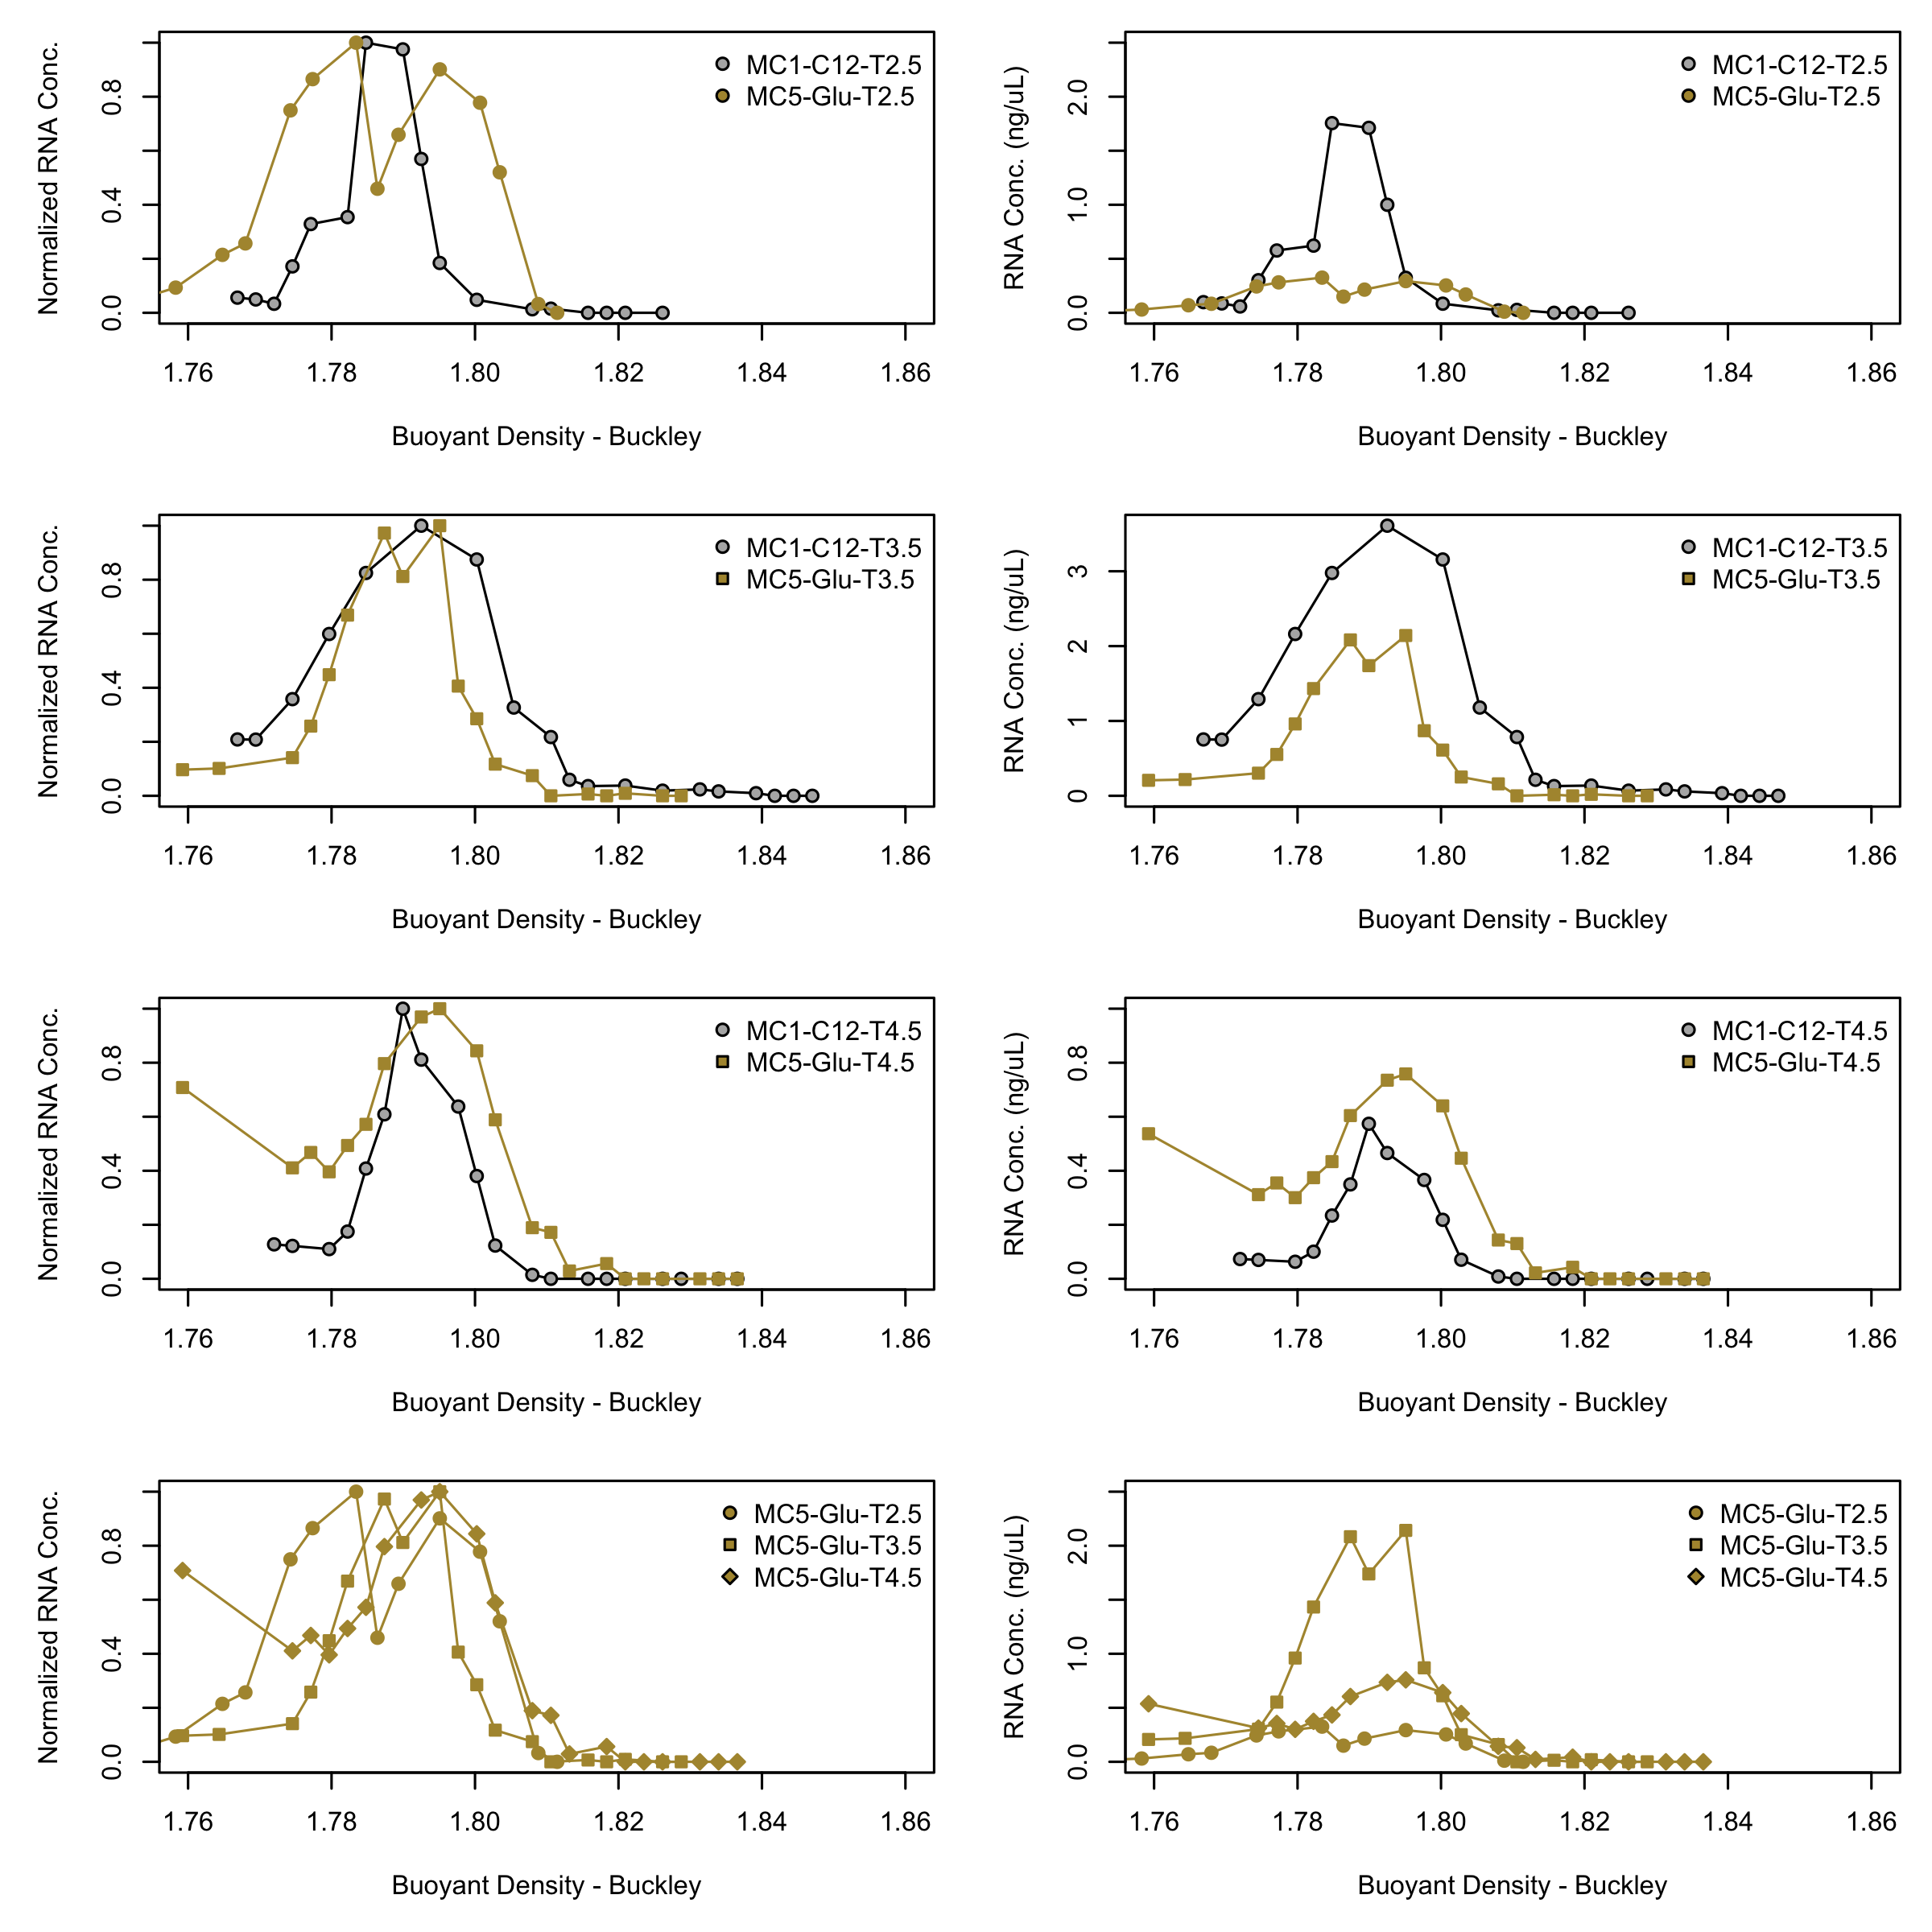 Normalized RNA Conc.
0.0 0.4 0.8
MC1-C12-T2.5
MC5-Glu-T2.5
1.76 1.78 1.80 1.82 1.84 1.86
Buoyant Density - Buckley
RNA Conc. (ng/uL)
0.0 1.0 2.0
MC1-C12-T2.5
MC5-Glu-T2.5
1.76 1.78 1.80 1.82 1.84 1.86
Buoyant Density - Buckley
Normalized RNA Conc.
0.0 0.4 0.8
MC1-C12-T3.5
MC5-Glu-T3.5
1.76 1.78 1.80 1.82 1.84 1.86
Buoyant Density - Buckley
RNA Conc. (ng/uL)
0 1 2 3
MC1-C12-T3.5
MC5-Glu-T3.5
1.76 1.78 1.80 1.82 1.84 1.86
Buoyant Density - Buckley
Normalized RNA Conc.
0.0 0.4 0.8
MC1-C12-T4.5
MC5-Glu-T4.5
1.76 1.78 1.80 1.82 1.84 1.86
Buoyant Density - Buckley
RNA Conc. (ng/uL)
0.0 0.4 0.8
MC1-C12-T4.5
MC5-Glu-T4.5
1.76 1.78 1.80 1.82 1.84 1.86
Buoyant Density - Buckley
Normalized RNA Conc.
0.0 0.4 0.8
MC5-Glu-T2.5
MC5-Glu-T3.5
MC5-Glu-T4.5
1.76 1.78 1.80 1.82 1.84 1.86
Buoyant Density - Buckley
RNA Conc. (ng/uL)
0.0 1.0 2.0
MC5-Glu-T2.5
MC5-Glu-T3.5
MC5-Glu-T4.5
1.76 1.78 1.80 1.82 1.84 1.86
Buoyant Density - Buckley